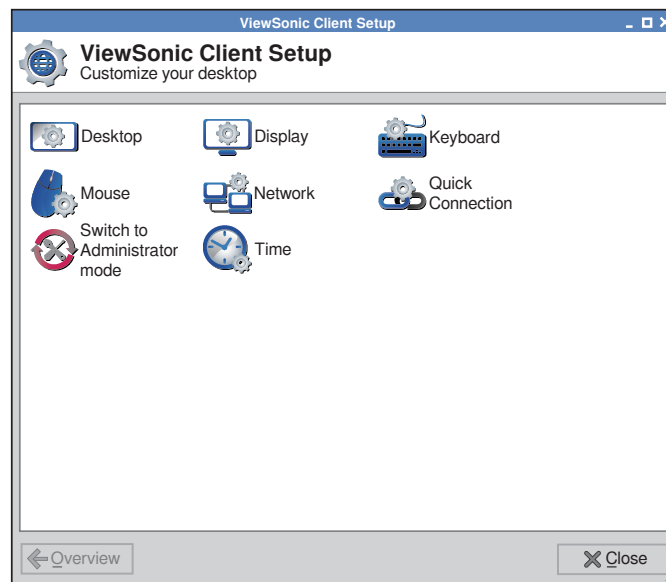 ViewSonic Client Setup
ViewSonic Client Setup
Customize your desktop
Desktop
Display
Keyboard
Mouse
Network
Quick
Connection
Switch to
Administrator
mode
Time
Overview
Close